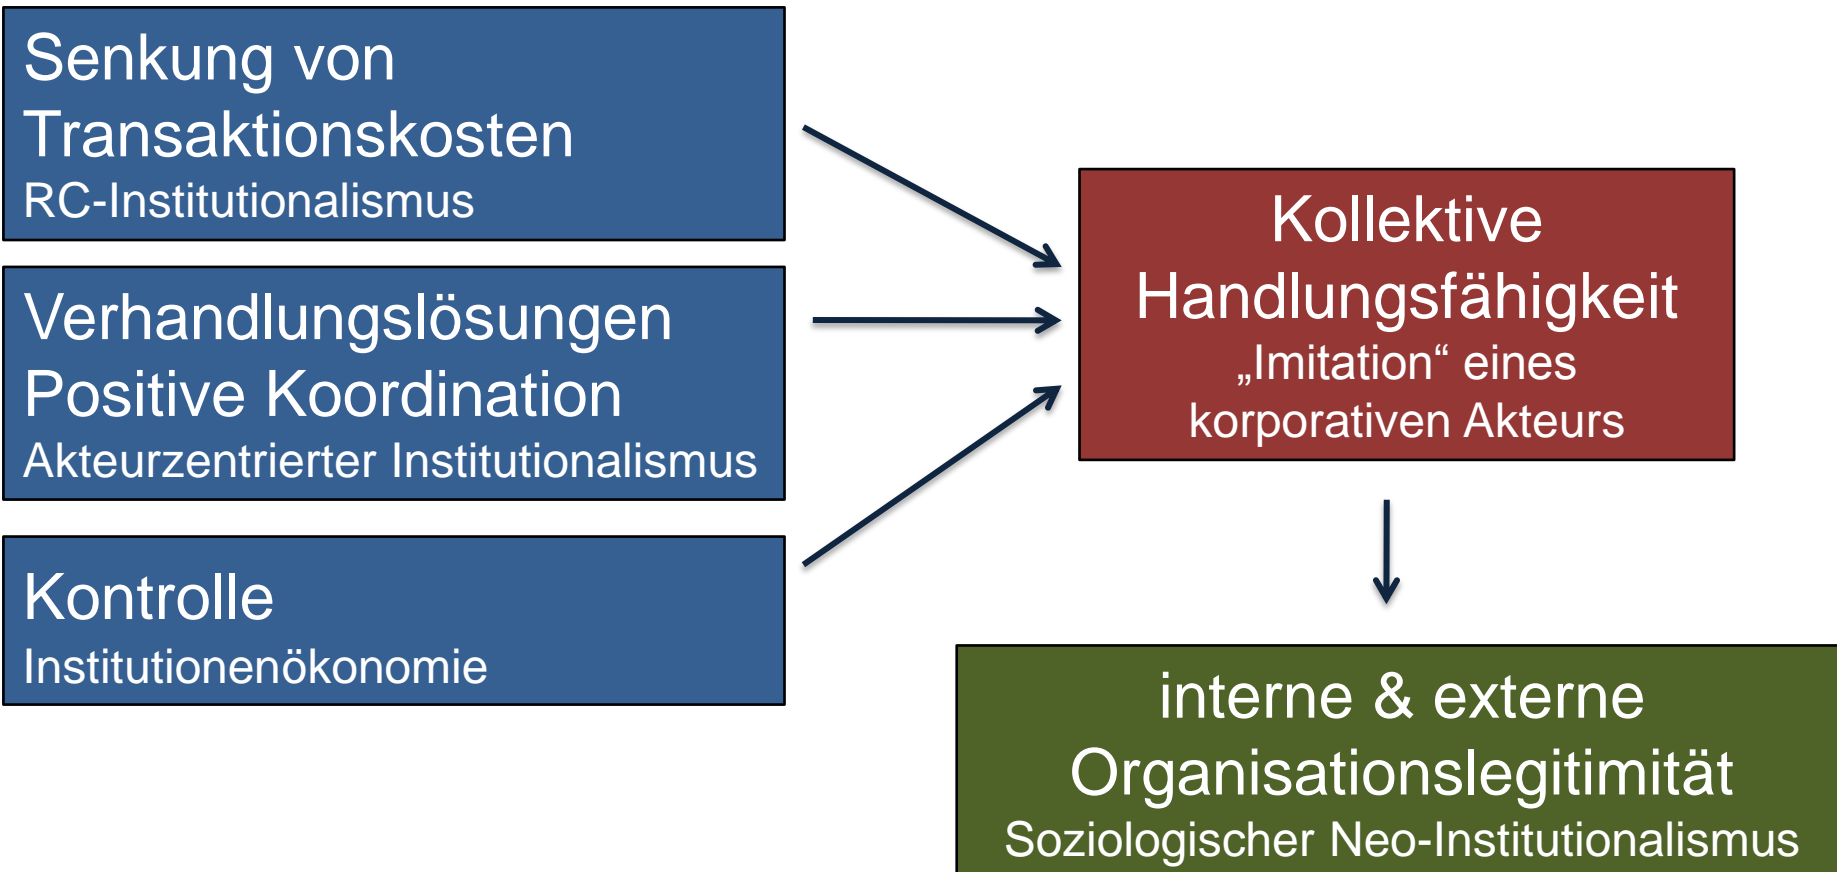 Senkung von
Transaktionskosten
RC-Institutionalismus
Verhandlungslösungen
Positive Koordination
Akteurzentrierter Institutionalismus
Kontrolle
Institutionenökonomie
Kollektive
Handlungsfähigkeit
„Imitation“ eines
korporativen Akteurs
interne & externe
Organisationslegitimität
Soziologischer Neo-Institutionalismus